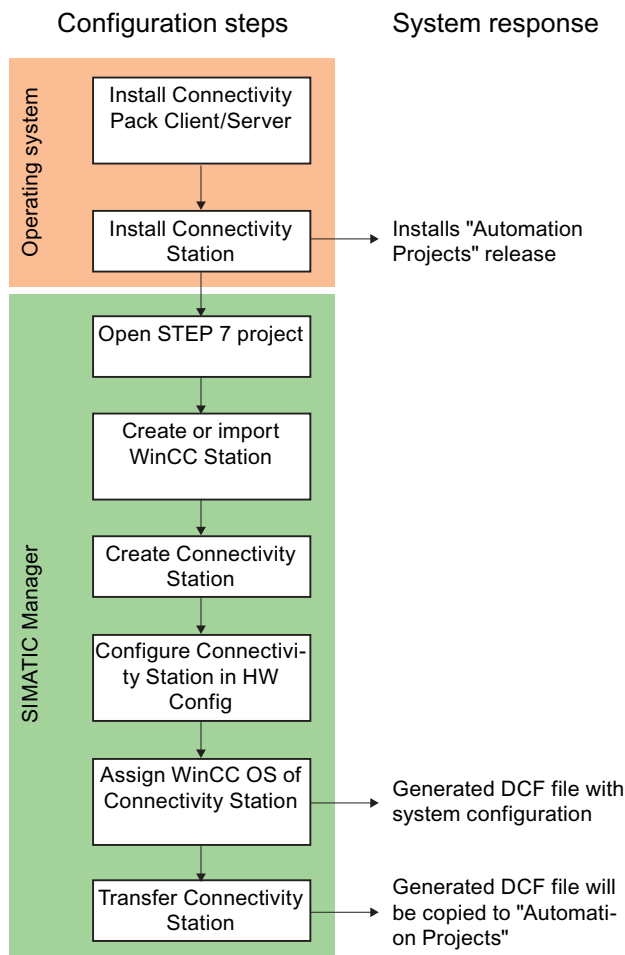 Configuration steps
System response
Operating system
Install Connectivity
Pack Client/Server
Install Connectivity
Station
Installs "Automation
Projects" release
SIMATIC Manager
Open STEP 7 project
Create or import
WinCC Station
Create Connectivity
Station
Configure Connectivi-
ty Station in HW
Config
Assign WinCC OS of
Connectivity Station
Generated DCF file with
system configuration
Transfer Connectivity
Station
Generated DCF file will
be copied to "Automati-
on Projects"